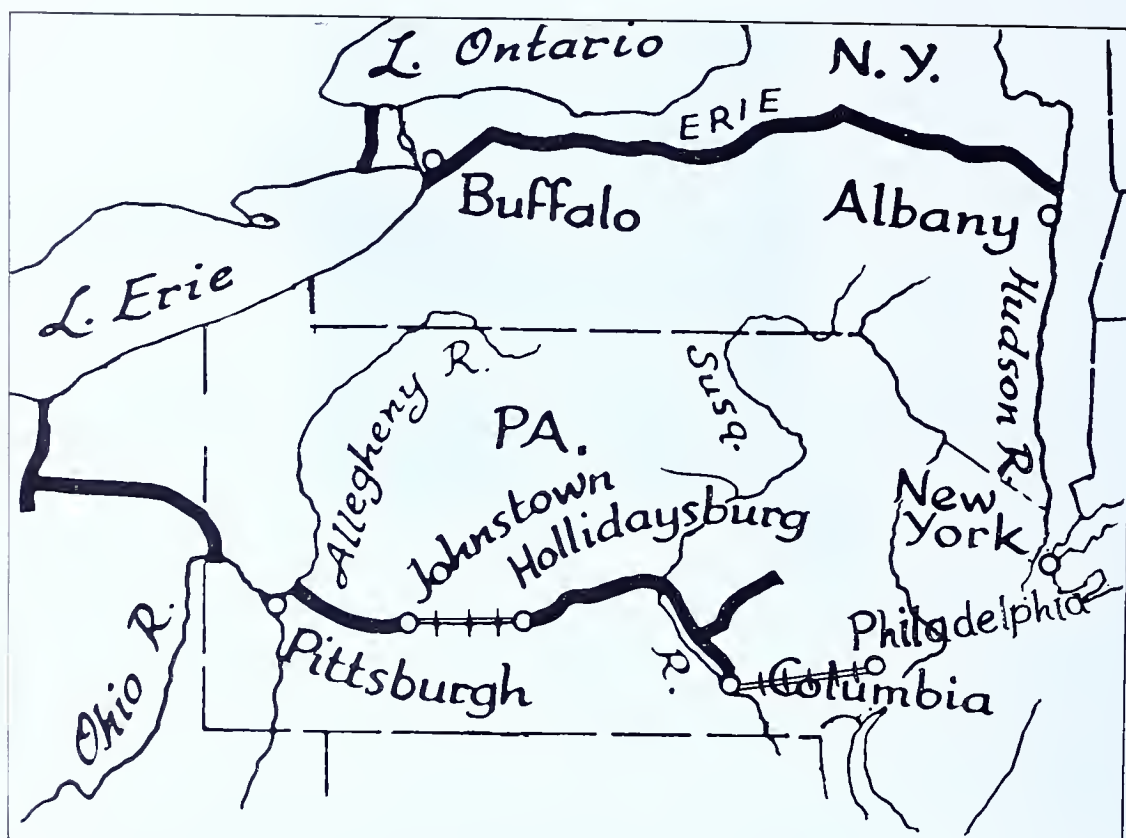 L. Ontario
N. Y.
ERIE
Buffalo
Albany
L. Erie
Hudson R.
Allegheny R.
Susq.
PA.
Johnstown
Hollidaysburg
New
York
Ohio R.
Pittsburgh
R.
Philadelphia
Columbia